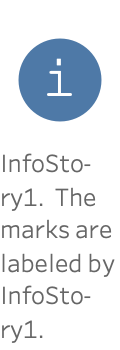 i
InfoSto-
ry1.  The
marks are
labeled by
InfoSto-
ry1.